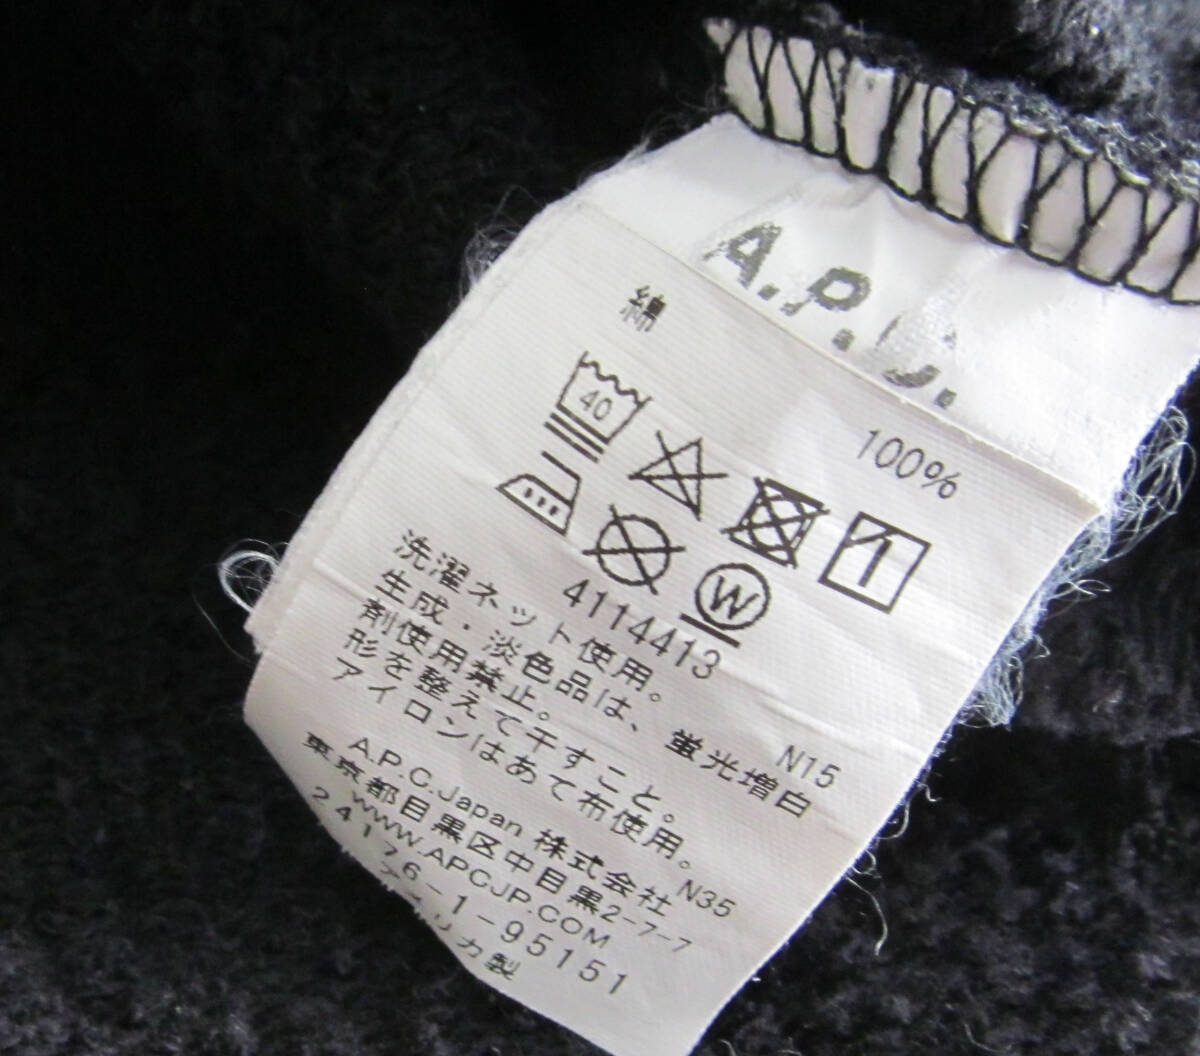 A.P.C.
綿 100%
40
W
4114413 N15
洗濯ネット使用。
生成・淡色品は、蛍光増白
剤使用禁止。
形を整えて干すこと。
アイロンはあて布使用。
N35
A.P.C.Japan 株式会社
東京都目黒区中目黒2-7-7
WWW.APCJP.COM
76-1-95151
製